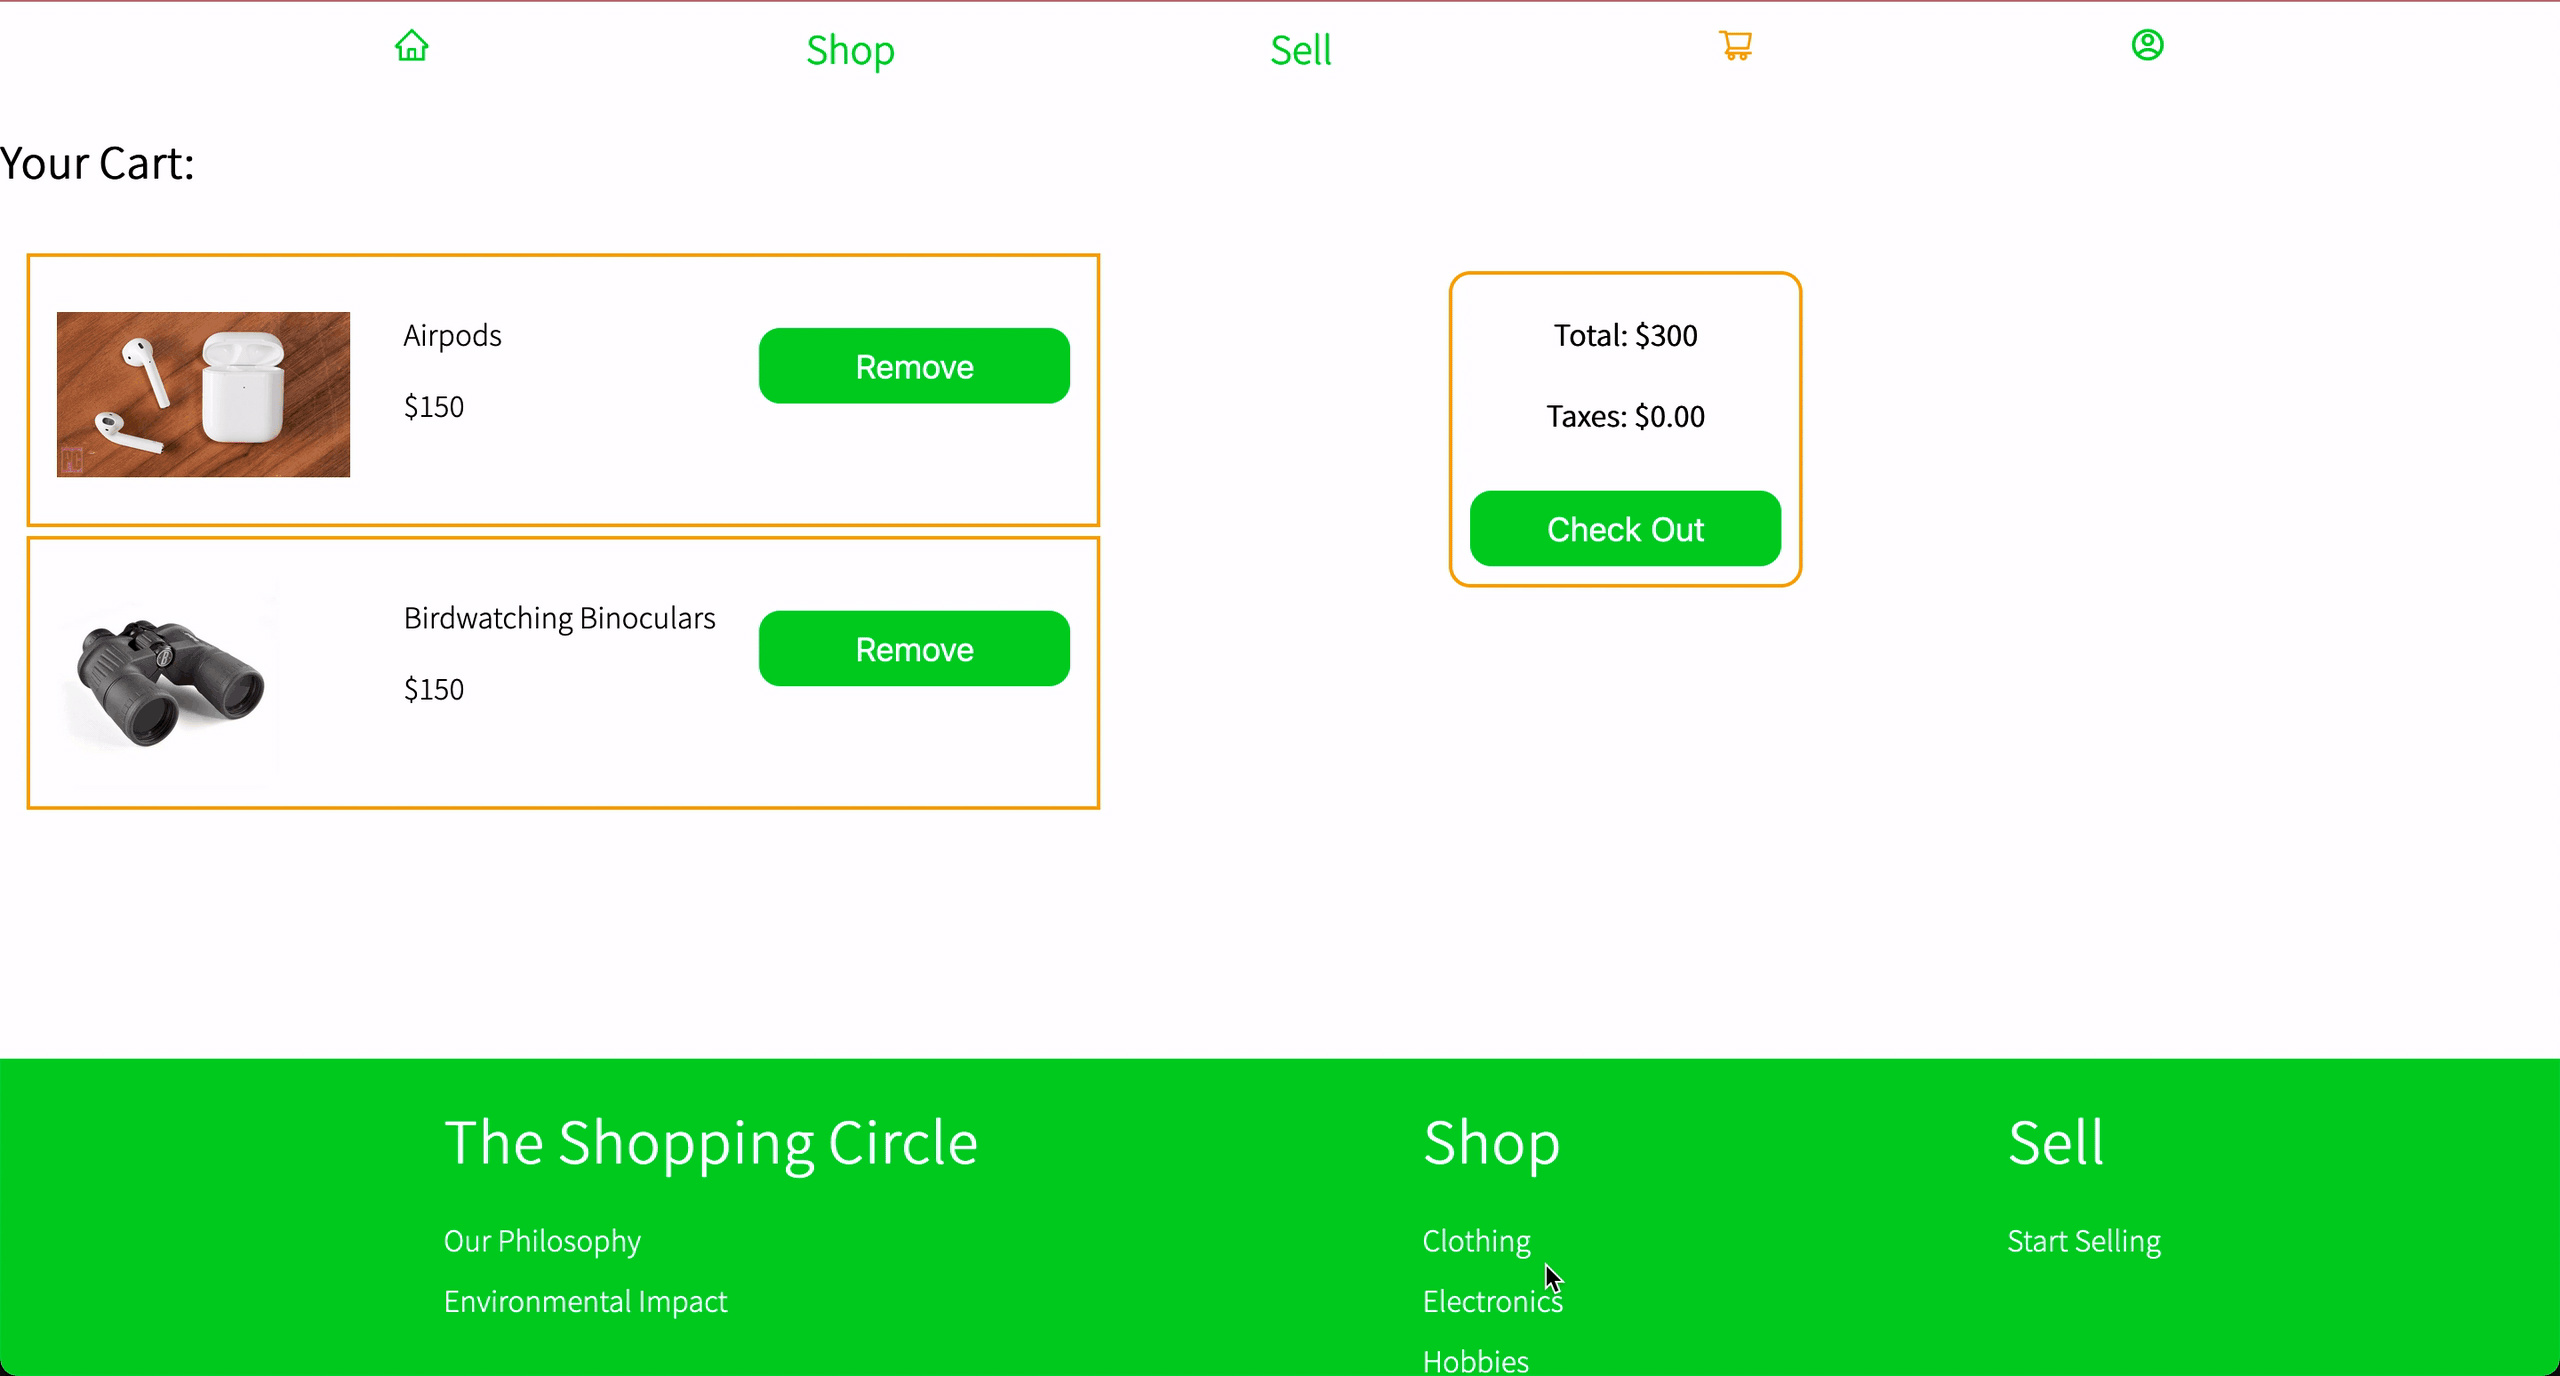 Shop
Sell
Your Cart:
Airpods
$150
Remove
Birdwatching Binoculars
$150
Remove
Total: $300
Taxes: $0.00
Check Out
The Shopping Circle
Our Philosophy
Environmental Impact
Shop
Clothing
Electronics
Hobbies
Sell
Start Selling